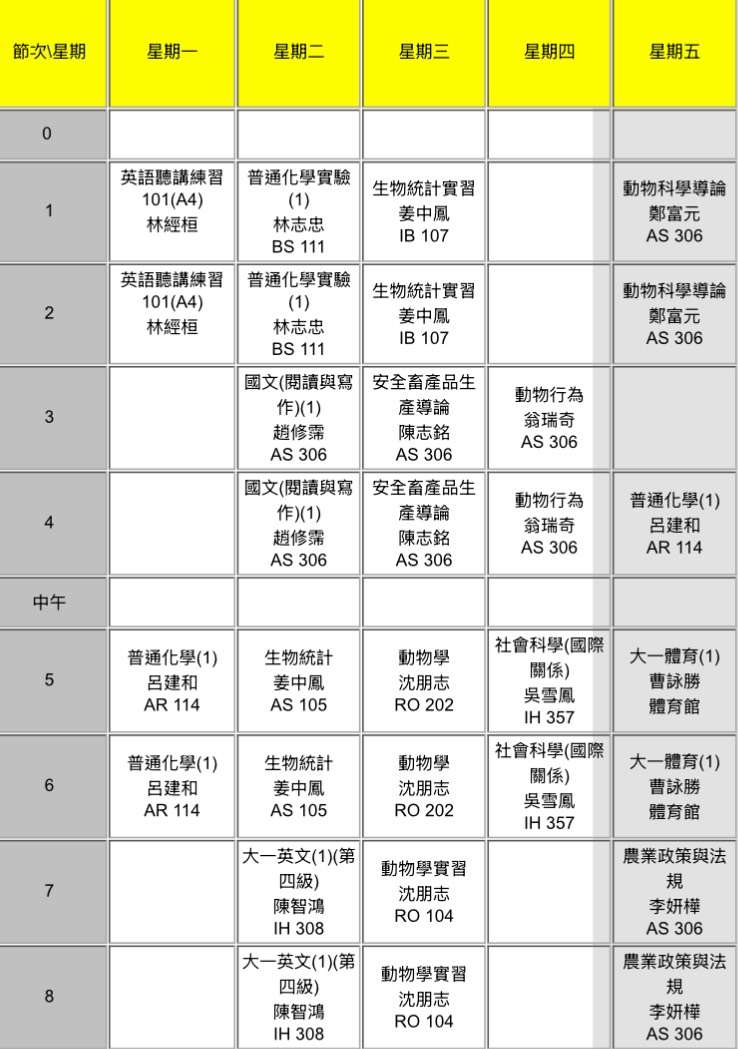 節次\星期 星期一 星期二 星期三 星期四 星期五
0
1
英語聽講練習
101(A4)
林經桓
普通化學實驗
(1)
林志忠
BS 111
生物統計實習
姜中鳳
IB 107
動物科學導論
鄭富元
AS 306
2
英語聽講練習
101(A4)
林經桓
普通化學實驗
(1)
林志忠
BS 111
生物統計實習
姜中鳳
IB 107
動物科學導論
鄭富元
AS 306
3
國文(閱讀與寫
作)(1)
趙修霈
AS 306
安全畜產品生
產導論
陳志銘
AS 306
動物行為
翁瑞奇
AS 306
4
國文(閱讀與寫
作)(1)
趙修霈
AS 306
安全畜產品生
產導論
陳志銘
AS 306
動物行為
翁瑞奇
AS 306
普通化學(1)
呂建和
AR 114
中午
5
普通化學(1)
呂建和
AR 114
生物統計
姜中鳳
AS 105
動物學
沈朋志
RO 202
社會科學(國際
關係)
吳雪鳳
IH 357
大一體育(1)
曹詠勝
體育館
6
普通化學(1)
呂建和
AR 114
生物統計
姜中鳳
AS 105
動物學
沈朋志
RO 202
社會科學(國際
關係)
吳雪鳳
IH 357
大一體育(1)
曹詠勝
體育館
7
大一英文(1)(第
四級)
陳智鴻
IH 308
動物學實習
沈朋志
RO 104
農業政策與法
規
李妍樺
AS 306
8
大一英文(1)(第
四級)
陳智鴻
IH 308
動物學實習
沈朋志
RO 104
農業政策與法
規
李妍樺
AS 306